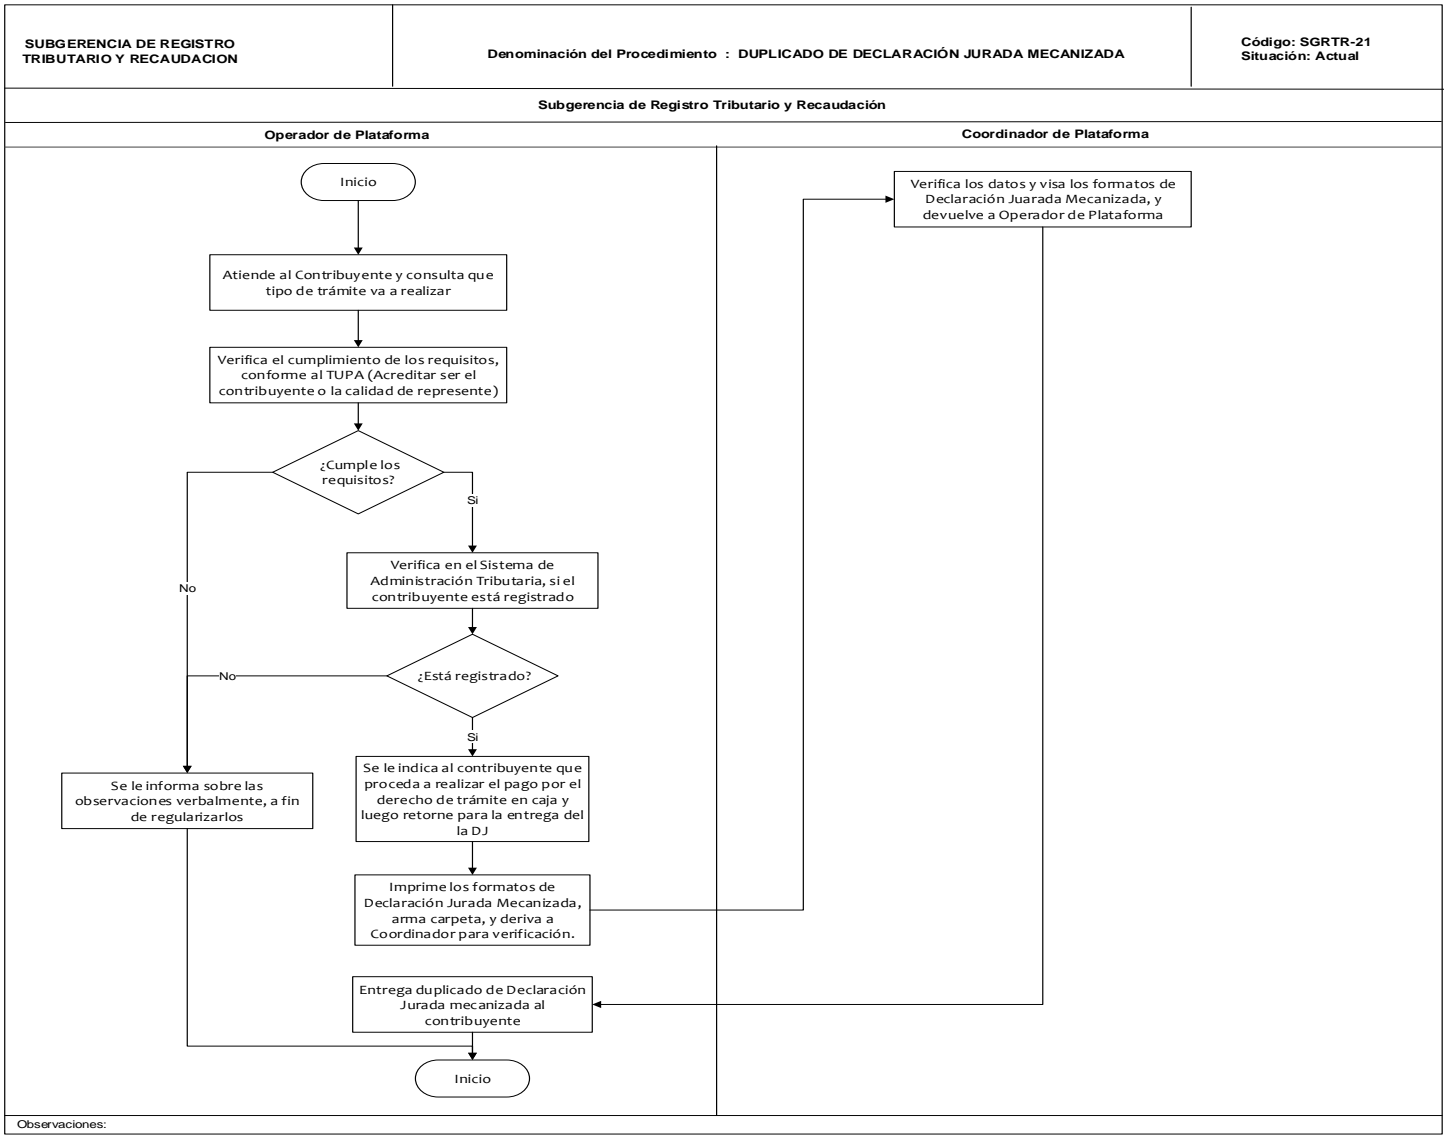 SUBGERENCIA DE REGISTRO
TRIBUTARIO Y RECAUDACION
Denominación del Procedimiento : DUPLICADO DE DECLARACIÓN JURADA MECANIZADA
Código: SGRTR-21
Situación: Actual
Subgerencia de Registro Tributario y Recaudación
Operador de Plataforma
Coordinador de Plataforma
Inicio
Verifica los datos y visa los formatos de
Declaración Juarada Mecanizada, y
devuelve a Operador de Plataforma
Atiende al Contribuyente y consulta que
tipo de trámite va a realizar
Verifica el cumplimiento de los requisitos,
conforme al TUPA (Acreditar ser el
contribuyente o la calidad de represente)
¿Cumple los
requisitos?
Si
Verifica en el Sistema de
Administración Tributaria, si el
contribuyente está registrado
No
¿Está registrado?
No
Si
Se le indica al contribuyente que
proceda a realizar el pago por el
derecho de trámite en caja y
luego retorne para la entrega del
la DJ
Se le informa sobre las
observaciones verbalmente, a fin
de regularizarlos
Imprime los formatos de
Declaración Jurada Mecanizada,
arma carpeta, y deriva a
Coordinador para verificación.
Entrega duplicado de Declaración
Jurada mecanizada al
contribuyente
Inicio
Observaciones: